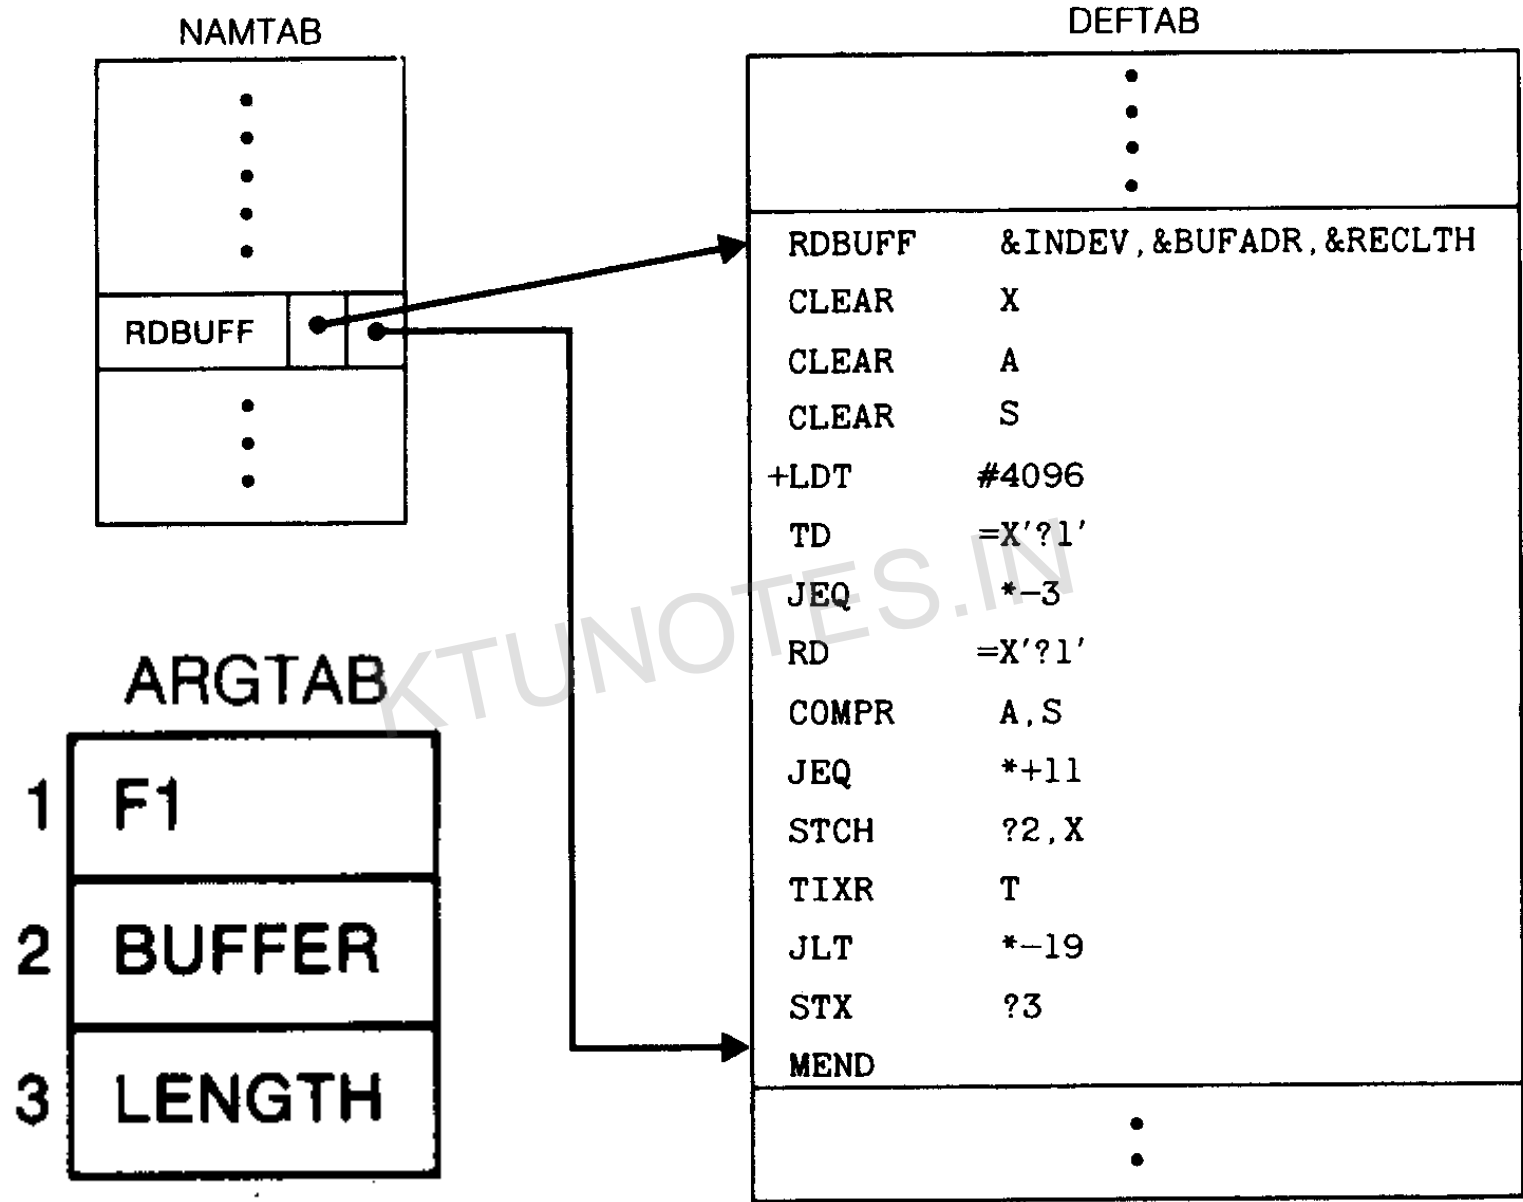 NAMTAB
RDBUFF
ARGTAB
1 F1
2 BUFFER
3 LENGTH
DEFTAB
RDBUFF &INDEV,&BUFADR,&RECLTH
CLEAR X
CLEAR A
CLEAR S
+LDT #4096
TD =X'?1'
JEQ *-3
RD =X'?1'
COMPR A,S
JEQ *+11
STCH ?2,X
TIXR T
JLT *-19
STX ?3
MEND
KTUNOTES.IN